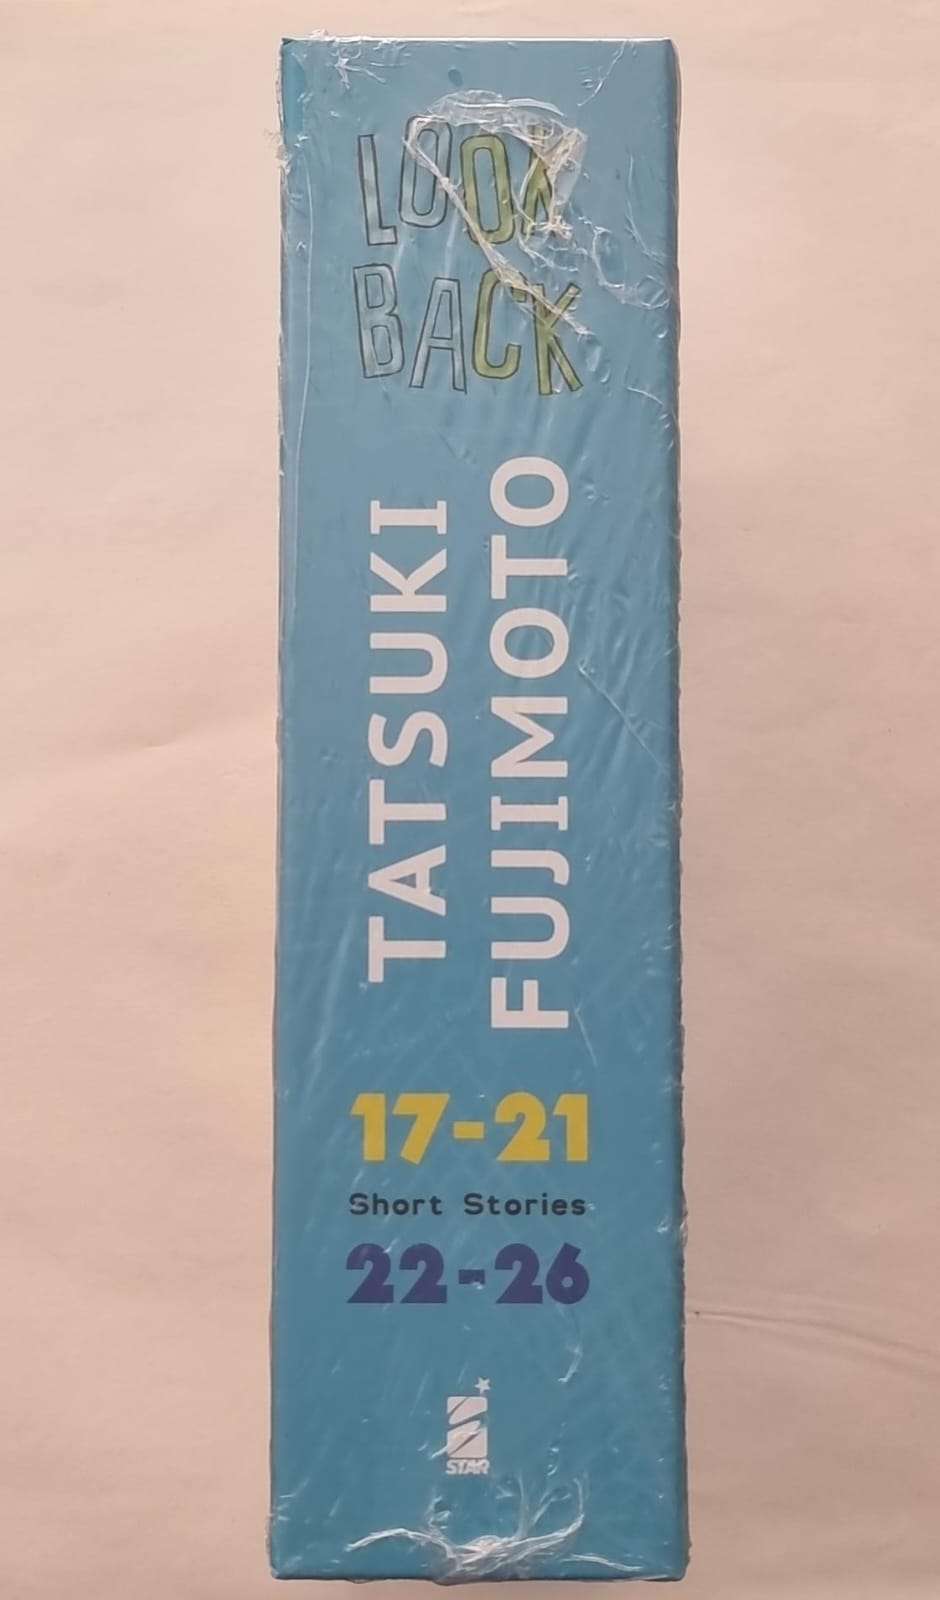 LOOK
BACK
TATSUKI
FUJIMOTO
17-21
Short Stories
22-26
STAR